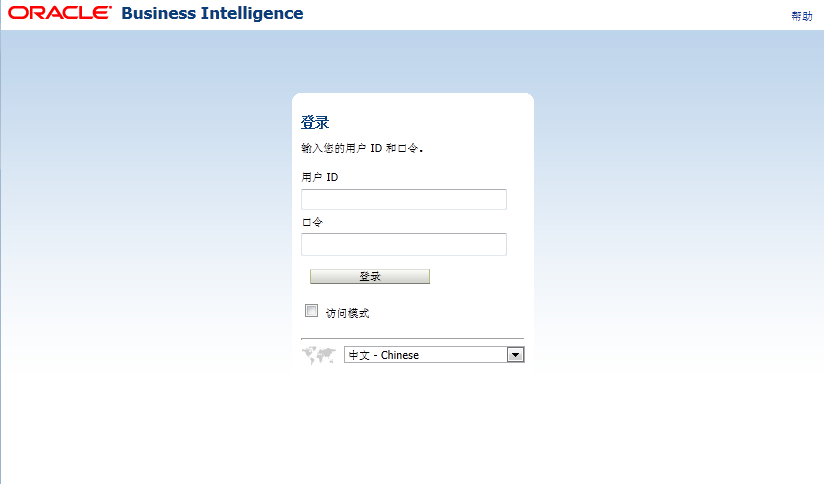 ORACLE Business Intelligence
帮助
登录
输入您的用户 ID 和口令。
用户 ID
口令
登录
访问模式
中文 - Chinese